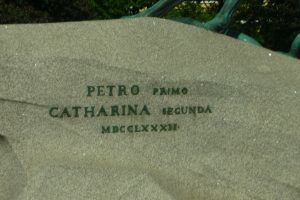 PETRO PRIMO
CATHARINA SECUNDA
MDCCLXXXII